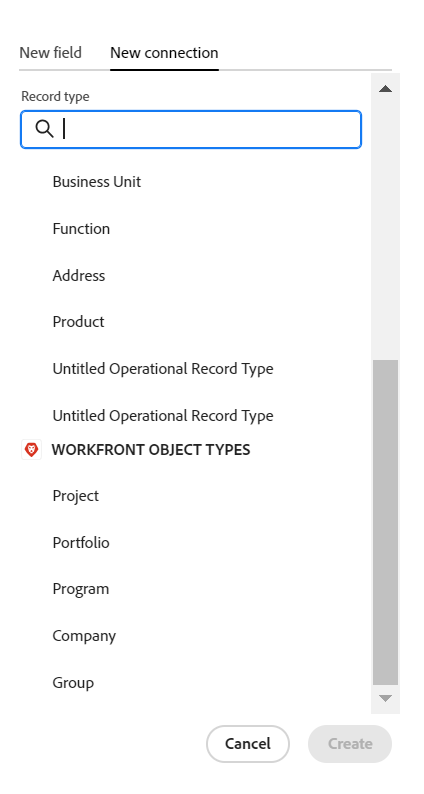 New field
New connection
Record type
Business Unit
Function
Address
Product
Untitled Operational Record Type
Untitled Operational Record Type
WORKFRONT OBJECT TYPES
Project
Portfolio
Program
Company
Group
Cancel
Create